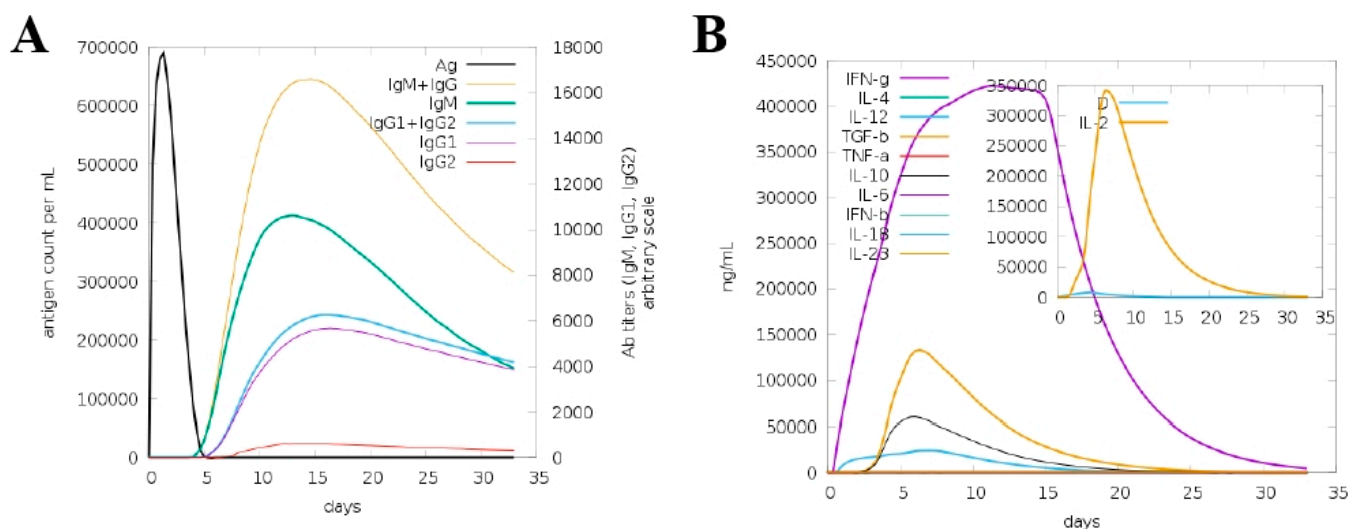 A
700000
600000
500000
400000
300000
200000
100000
0
antigen count per mL
18000
16000
14000
12000
10000
8000
6000
4000
2000
0
Ab titers (IgM, IgG1, IgG2)
arbitrary scale
Ag
IgM+IgG
IgM
IgG1+IgG2
IgG1
IgG2
0 5 10 15 20 25 30 35
days
B
450000
400000
350000
300000
250000
200000
150000
100000
50000
0
ng/mL
IFN-g
IL-4
IL-12
TGF-b
TNF-a
IL-10
IL-6
IFN-b
IL-18
IL-23
350000
300000
250000
200000
150000
100000
50000
0
D
IL-2
0 5 10 15 20 25 30 35
0 5 10 15 20 25 30 35
days